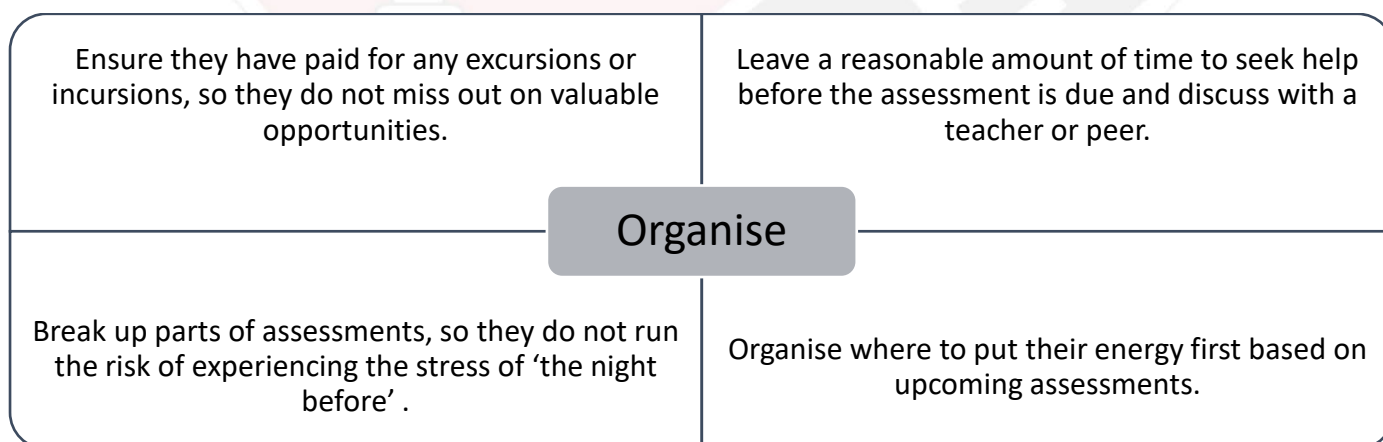 Ensure they have paid for any excursions or
incursions, so they do not miss out on valuable
opportunities.
Leave a reasonable amount of time to seek help
before the assessment is due and discuss with a
teacher or peer.
Organise
Break up parts of assessments, so they do not run
the risk of experiencing the stress of ‘the night
before’ .
Organise where to put their energy first based on
upcoming assessments.